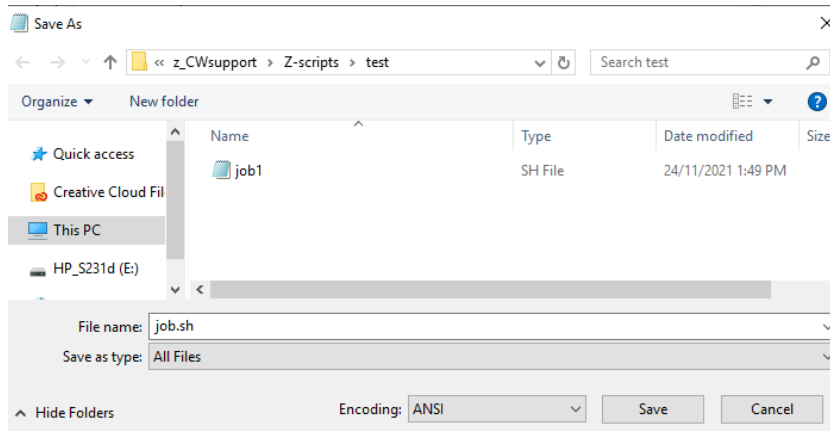 Save As
« z_CWsupport > Z-scripts > test
Search test
Organize
New folder
Name
Type
Date modified
Size
Quick access
job1
SH File
24/11/2021 1:49 PM
Creative Cloud Fil
This PC
HP_S231d (E:)
File name: job.sh
Save as type: All Files
Hide Folders
Encoding: ANSI
Save
Cancel